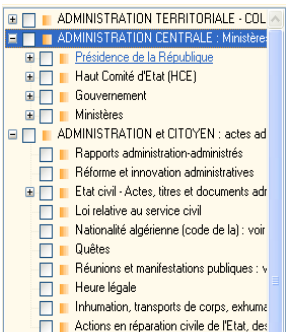 ADMINISTRATION TERRITORIALE - COL
ADMINISTRATION CENTRALE : Ministère
Présidence de la République
Haut Comité d'Etat (HCE)
Gouvernement
Ministères
ADMINISTRATION et CITOYEN : actes ad
Rapports administration-administrés
Réforme et innovation administratives
Etat civil - Actes, titres et documents adr
Loi relative au service civil
Nationalité algérienne (code de la) : voir
Quêtes
Réunions et manifestations publiques : v
Heure légale
Inhumation, transports de corps, exhuma
Actions en réparation civile de l'Etat, des